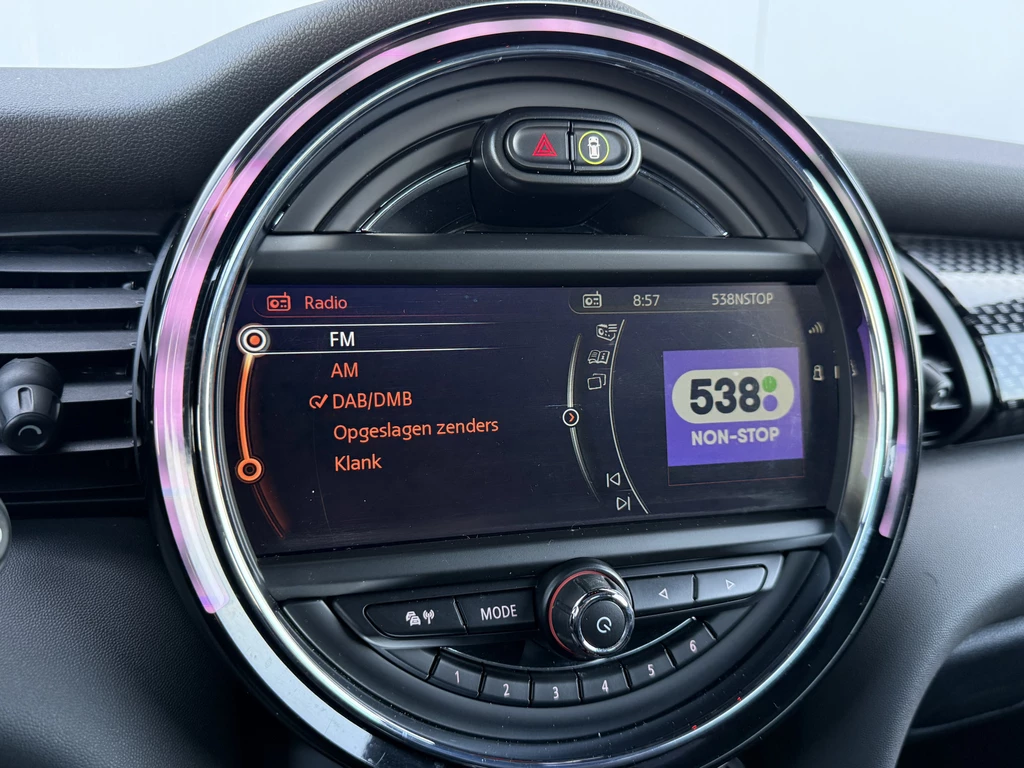 Radio
8:57 538NSTOP
FM
AM
DAB/DMB
Opgeslagen zenders
Klank
538
NON-STOP
MODE
1 2 3 4 5 6